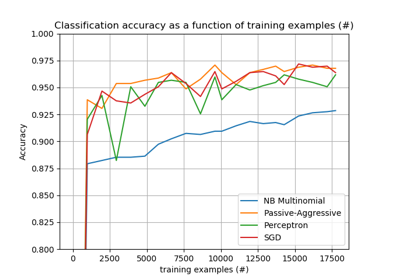 Classification accuracy as a function of training examples (#)
1.000
0.975
0.950
0.925
0.900
0.875
0.850
0.825
0.800
Accuracy
NB Multinomial
Passive-Aggressive
Perceptron
SGD
0 2500 5000 7500 10000 12500 15000 17500
training examples (#)